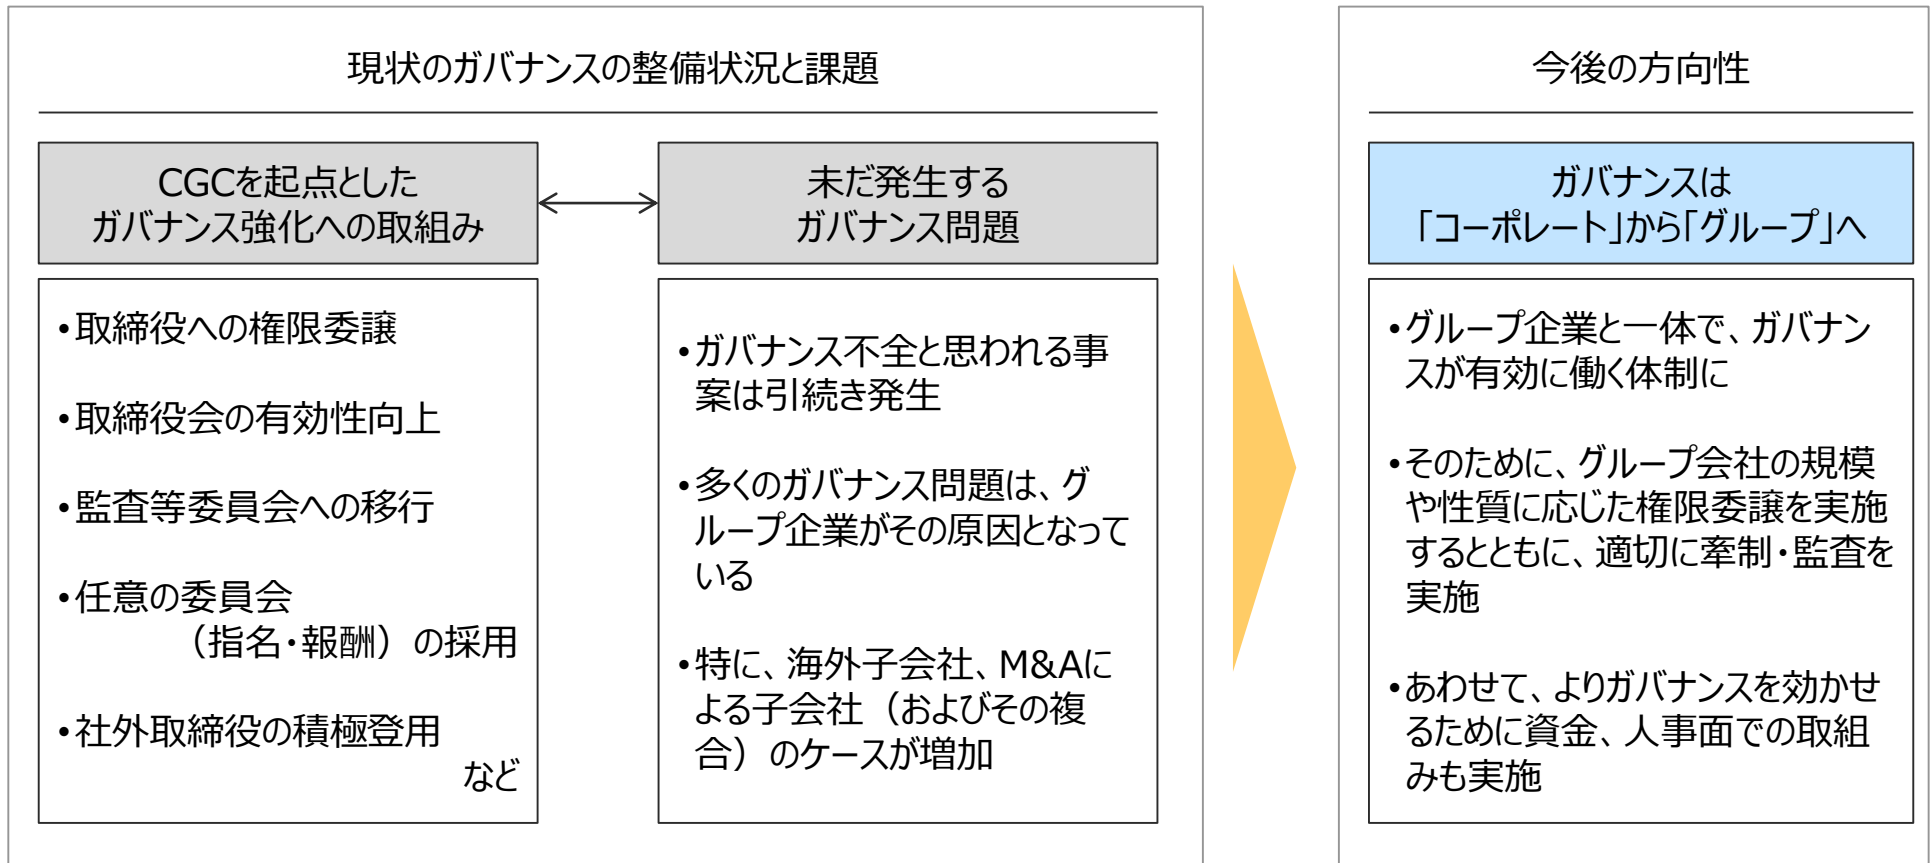 現状のガバナンスの整備状況と課題
CGCを起点とした
ガバナンス強化への取組み
•取締役への権限委譲
•取締役会の有効性向上
•監査等委員会への移行
•任意の委員会
（指名・報酬）の採用
•社外取締役の積極登用
など
未だ発生する
ガバナンス問題
•ガバナンス不全と思われる事
案は引続き発生
•多くのガバナンス問題は、グ
ループ企業がその原因となって
いる
•特に、海外子会社、M&Aに
よる子会社（およびその複
合）のケースが増加
今後の方向性
ガバナンスは
「コーポレート」から「グループ」へ
•グループ企業と一体で、ガバナン
スが有効に働く体制に
•そのために、グループ会社の規模
や性質に応じた権限委譲を実施
するとともに、適切に牽制・監査を
実施
•あわせて、よりガバナンスを効かせ
るために資金、人事面での取組
みも実施